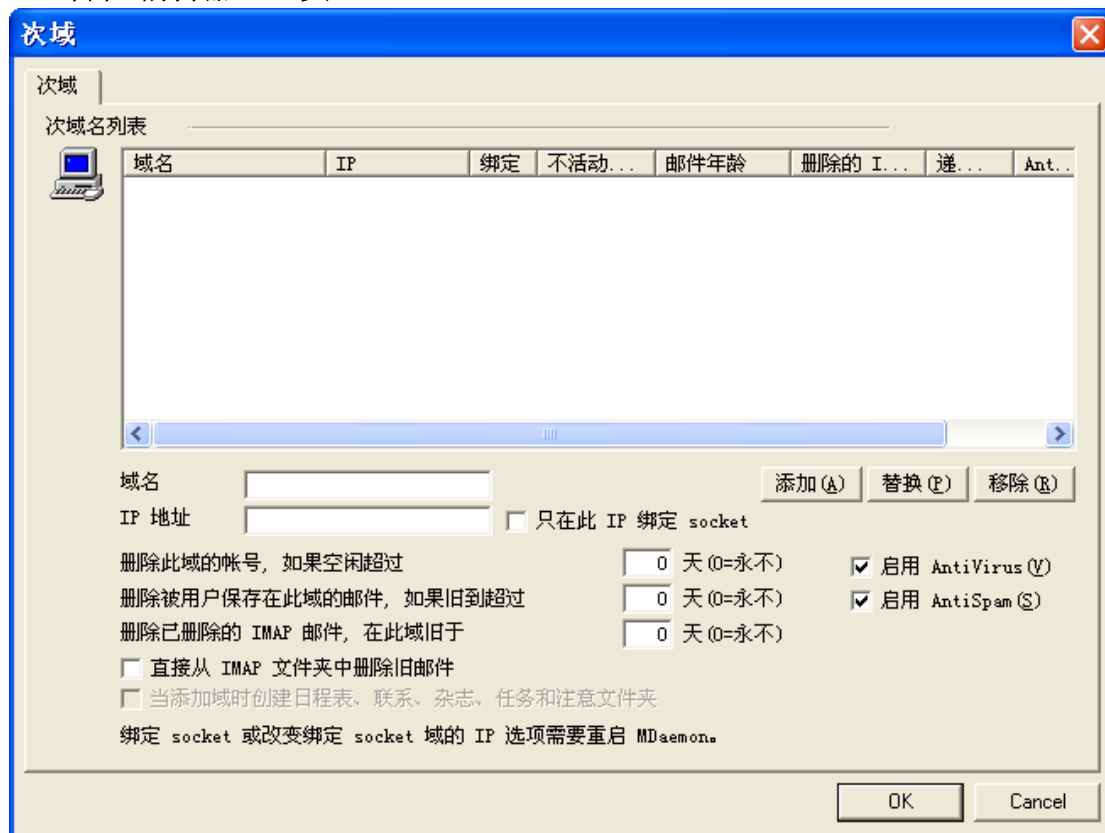 次域
次域
次域名列表
域名 IP 绑定 不活动... 邮件年龄 删除的 I... 递... Ant..
域名 添加(A) 替换(P) 移除(R)
IP 地址 只在此 IP 绑定 socket
删除此域的帐号, 如果空闲超过 0 天(0=永不) 启用 AntiVirus(V)
删除被用户保存在此域的邮件, 如果旧到超过 0 天(0=永不) 启用 AntiSpam(S)
删除已删除的 IMAP 邮件, 在此域旧于 0 天(0=永不)
直接从 IMAP 文件夹中删除旧邮件
当添加域时创建日程表、联系、杂志、任务和注意文件夹
绑定 socket 或改变绑定 socket 域的 IP 选项需要重启 MDaemon。
OK Cancel